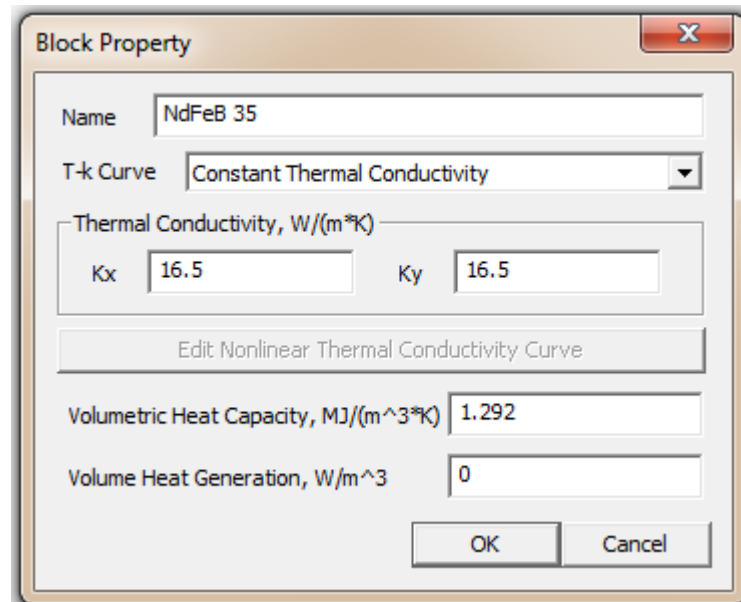 Block Property
Name NdFeB 35
T-k Curve Constant Thermal Conductivity
Thermal Conductivity, W/(m*K)
Kx 16.5 Ky 16.5
Edit Nonlinear Thermal Conductivity Curve
Volumetric Heat Capacity, MJ/(m^3*K) 1.292
Volume Heat Generation, W/m^3 0
OK Cancel